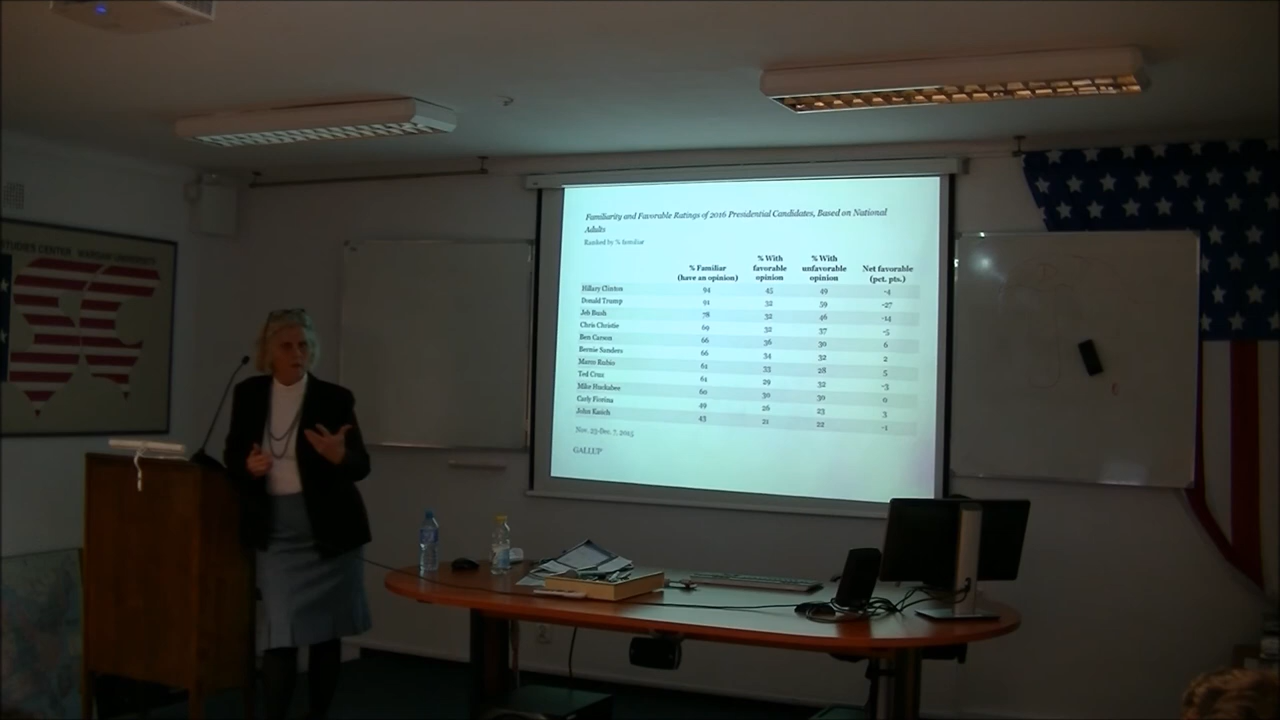 STUDIES CENTER WARSAW UNIVERSITY
Familiarity and Favorable Ratings of 2016 Presidential Candidates, Based on National
Adults
Ranked by % familiar
% Familiar
(have an opinion)
% With
favorable
opinion
% With
unfavorable
opinion
Net favorable
(pct. pts.)
Hillary Clinton 94 45 49 -4
Donald Trump 91 32 59 -27
Jeb Bush 78 32 46 -14
Chris Christie 69 32 37 -5
Ben Carson 66 36 30 6
Bernie Sanders 66 34 32 2
Marco Rubio 61 33 28 5
Ted Cruz 61 29 32 -3
Mike Huckabee 60 30 30 0
Carly Fiorina 49 26 23 3
John Kasich 43 21 22 -1
Nov. 23-Dec. 7, 2015
GALLUP